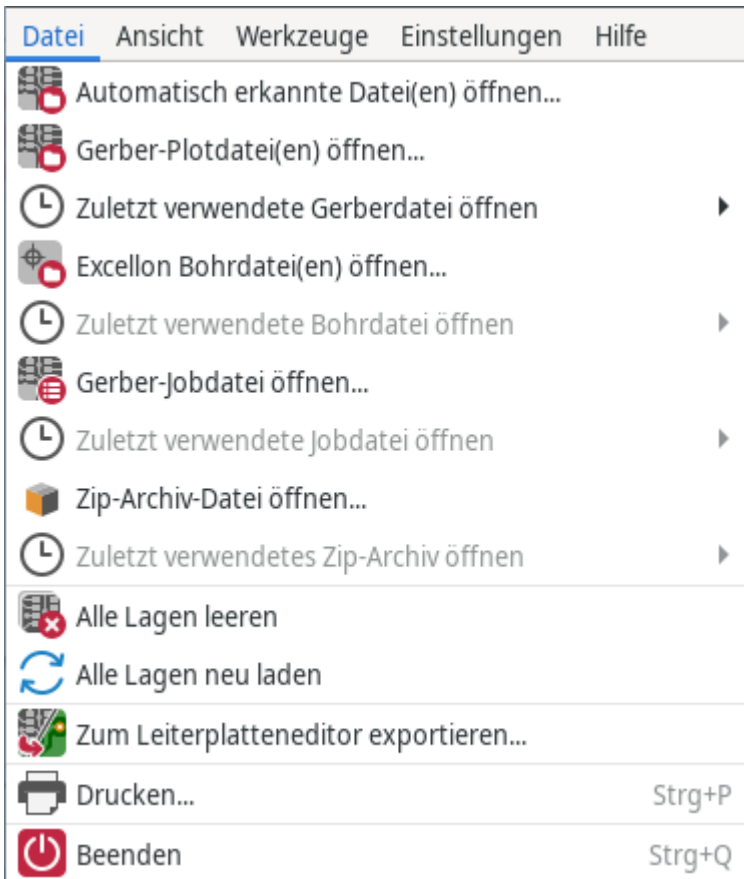 Datei Ansicht Werkzeuge Einstellungen Hilfe
Automatisch erkannte Datei(en) öffnen...
Gerber-Plotdatei(en) öffnen...
Zuletzt verwendete Gerberdatei öffnen
Excellon Bohrdatei(en) öffnen...
Zuletzt verwendete Bohrdatei öffnen
Gerber-Jobdatei öffnen...
Zuletzt verwendete Jobdatei öffnen
Zip-Archiv-Datei öffnen...
Zuletzt verwendetes Zip-Archiv öffnen
Alle Lagen leeren
Alle Lagen neu laden
Zum Leiterplatteneditor exportieren...
Drucken... Strg+P
Beenden Strg+Q